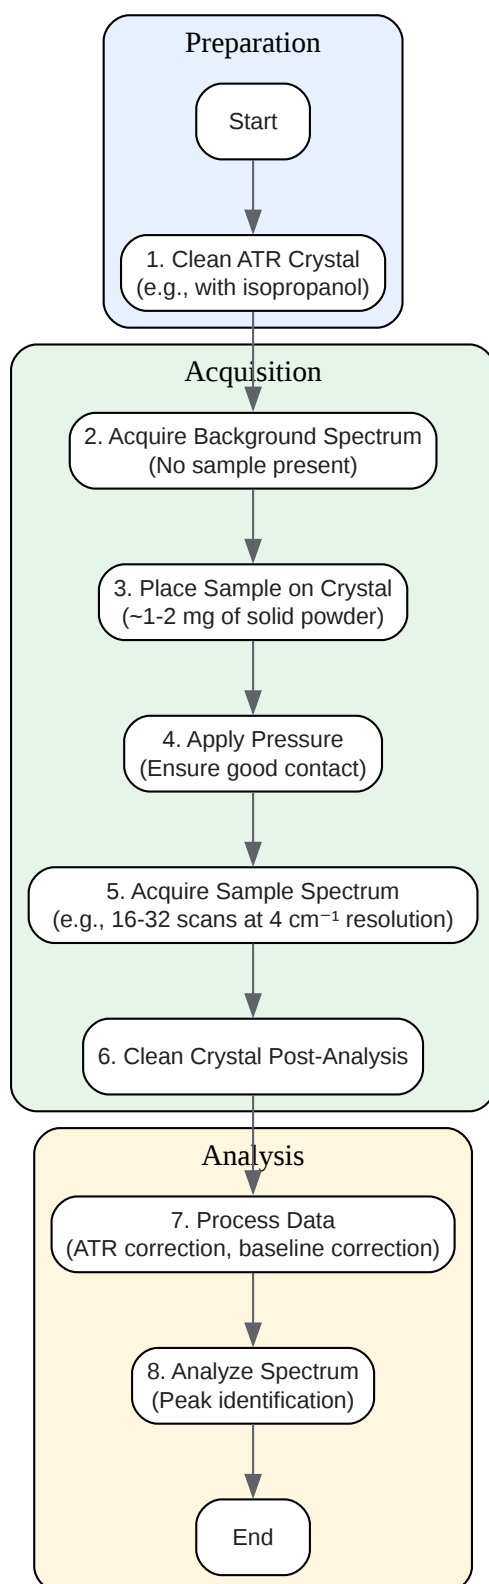 Preparation
Start
1. Clean ATR Crystal
(e.g., with isopropanol)
Acquisition
2. Acquire Background Spectrum
(No sample present)
3. Place Sample on Crystal
(~1-2 mg of solid powder)
4. Apply Pressure
(Ensure good contact)
5. Acquire Sample Spectrum
(e.g., 16-32 scans at 4 cm⁻¹ resolution)
6. Clean Crystal Post-Analysis
Analysis
7. Process Data
(ATR correction, baseline correction)
8. Analyze Spectrum
(Peak identification)
End